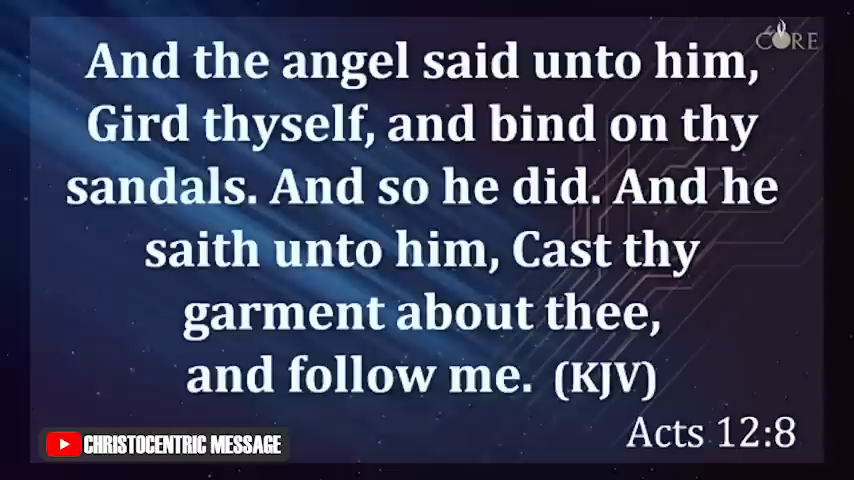 CORE
And the angel said unto him,
Gird thyself, and bind on thy
sandals. And so he did. And he
saith unto him, Cast thy
garment about thee,
and follow me. (KJV)
Acts 12:8
CHRISTOCENTRIC MESSAGE